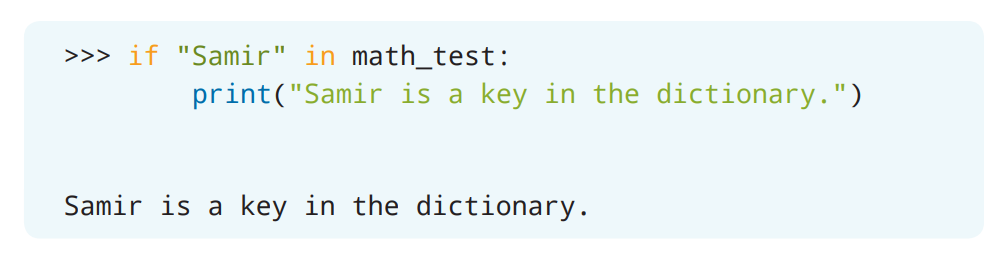 >>> if "Samir" in math_test:
        print("Samir is a key in the dictionary.")
Samir is a key in the dictionary.